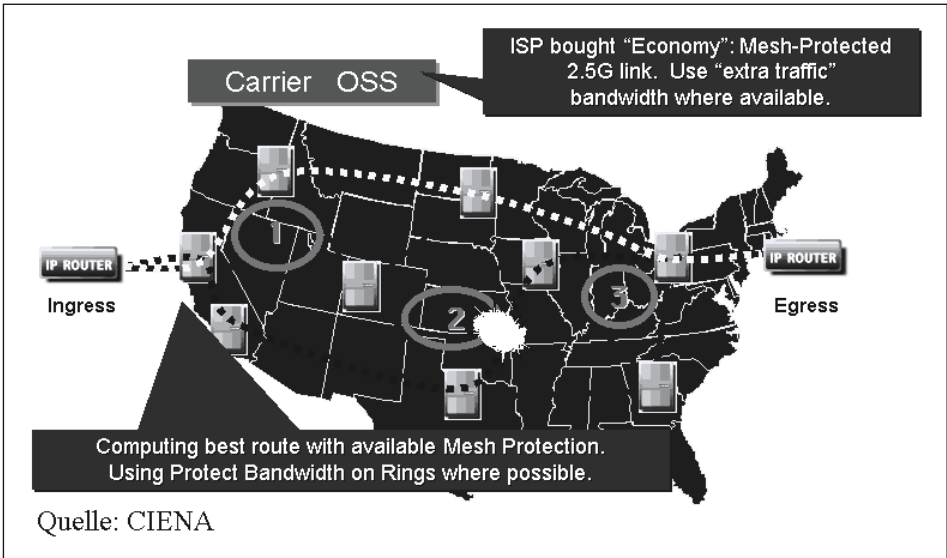 ISP bought “Economy”: Mesh-Protected
2.5G link. Use “extra traffic”
bandwidth where available.
Carrier OSS
1
IP ROUTER
Ingress
2
3
IP ROUTER
Egress
Computing best route with available Mesh Protection.
Using Protect Bandwidth on Rings where possible.
Quelle: CIENA